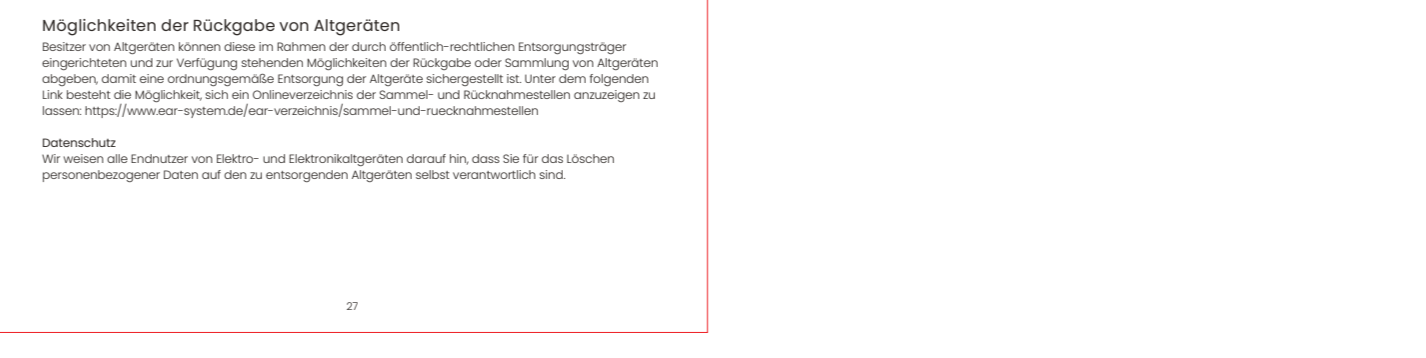 Möglichkeiten der Rückgabe von Altgeräten
Besitzer von Altgeräten können diese im Rahmen der durch öffentlich-rechtlichen Entsorgungsträger
eingerichteten und zur Verfügung stehenden Möglichkeiten der Rückgabe oder Sammlung von Altgeräten
abgeben, damit eine ordnungsgemäße Entsorgung der Altgeräte sichergestellt ist. Unter dem folgenden
Link besteht die Möglichkeit, sich ein Onlineverzeichnis der Sammel- und Rücknahmestellen anzuzeigen zu
lassen: https://www.ear-system.de/ear-verzeichnis/sammel-und-ruecknahmestellen
Datenschutz
Wir weisen alle Endnutzer von Elektro- und Elektronikaltgeräten darauf hin, dass Sie für das Löschen
personenbezogener Daten auf den zu entsorgenden Altgeräten selbst verantwortlich sind.
27